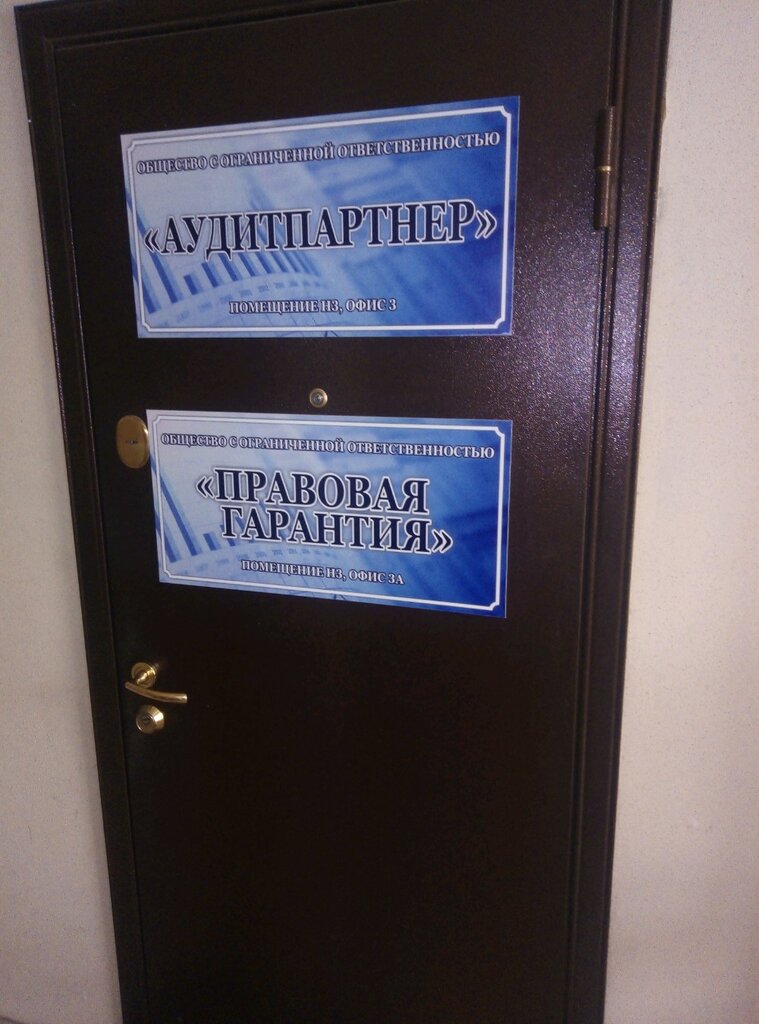 ОБЩЕСТВО С ОГРАНИЧЕННОЙ ОТВЕТСТВЕННОСТЬЮ
«АУДИТПАРТНЕР»
ПОМЕЩЕНИЕ Н3, ОФИС 3
ОБЩЕСТВО С ОГРАНИЧЕННОЙ ОТВЕТСТВЕННОСТЬЮ
«ПРАВОВАЯ
ГАРАНТИЯ»
ПОМЕЩЕНИЕ Н3, ОФИС 3А